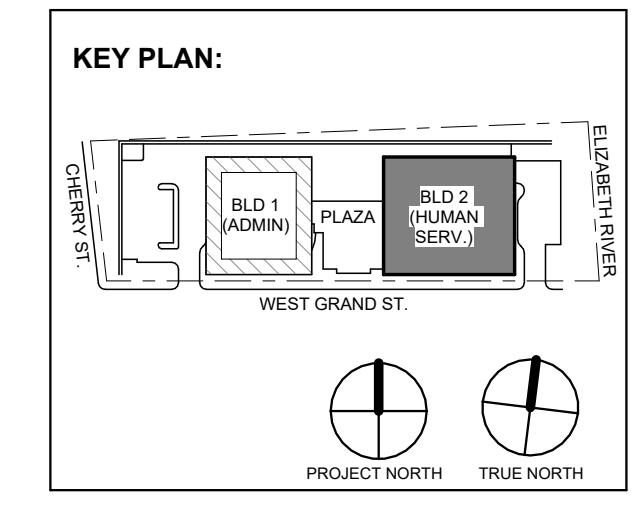 KEY PLAN:
CHERRY ST.
BLD 1
(ADMIN)
PLAZA
BLD 2
(HUMAN
SERV.)
ELIZABETH RIVER
WEST GRAND ST.
PROJECT NORTH
TRUE NORTH